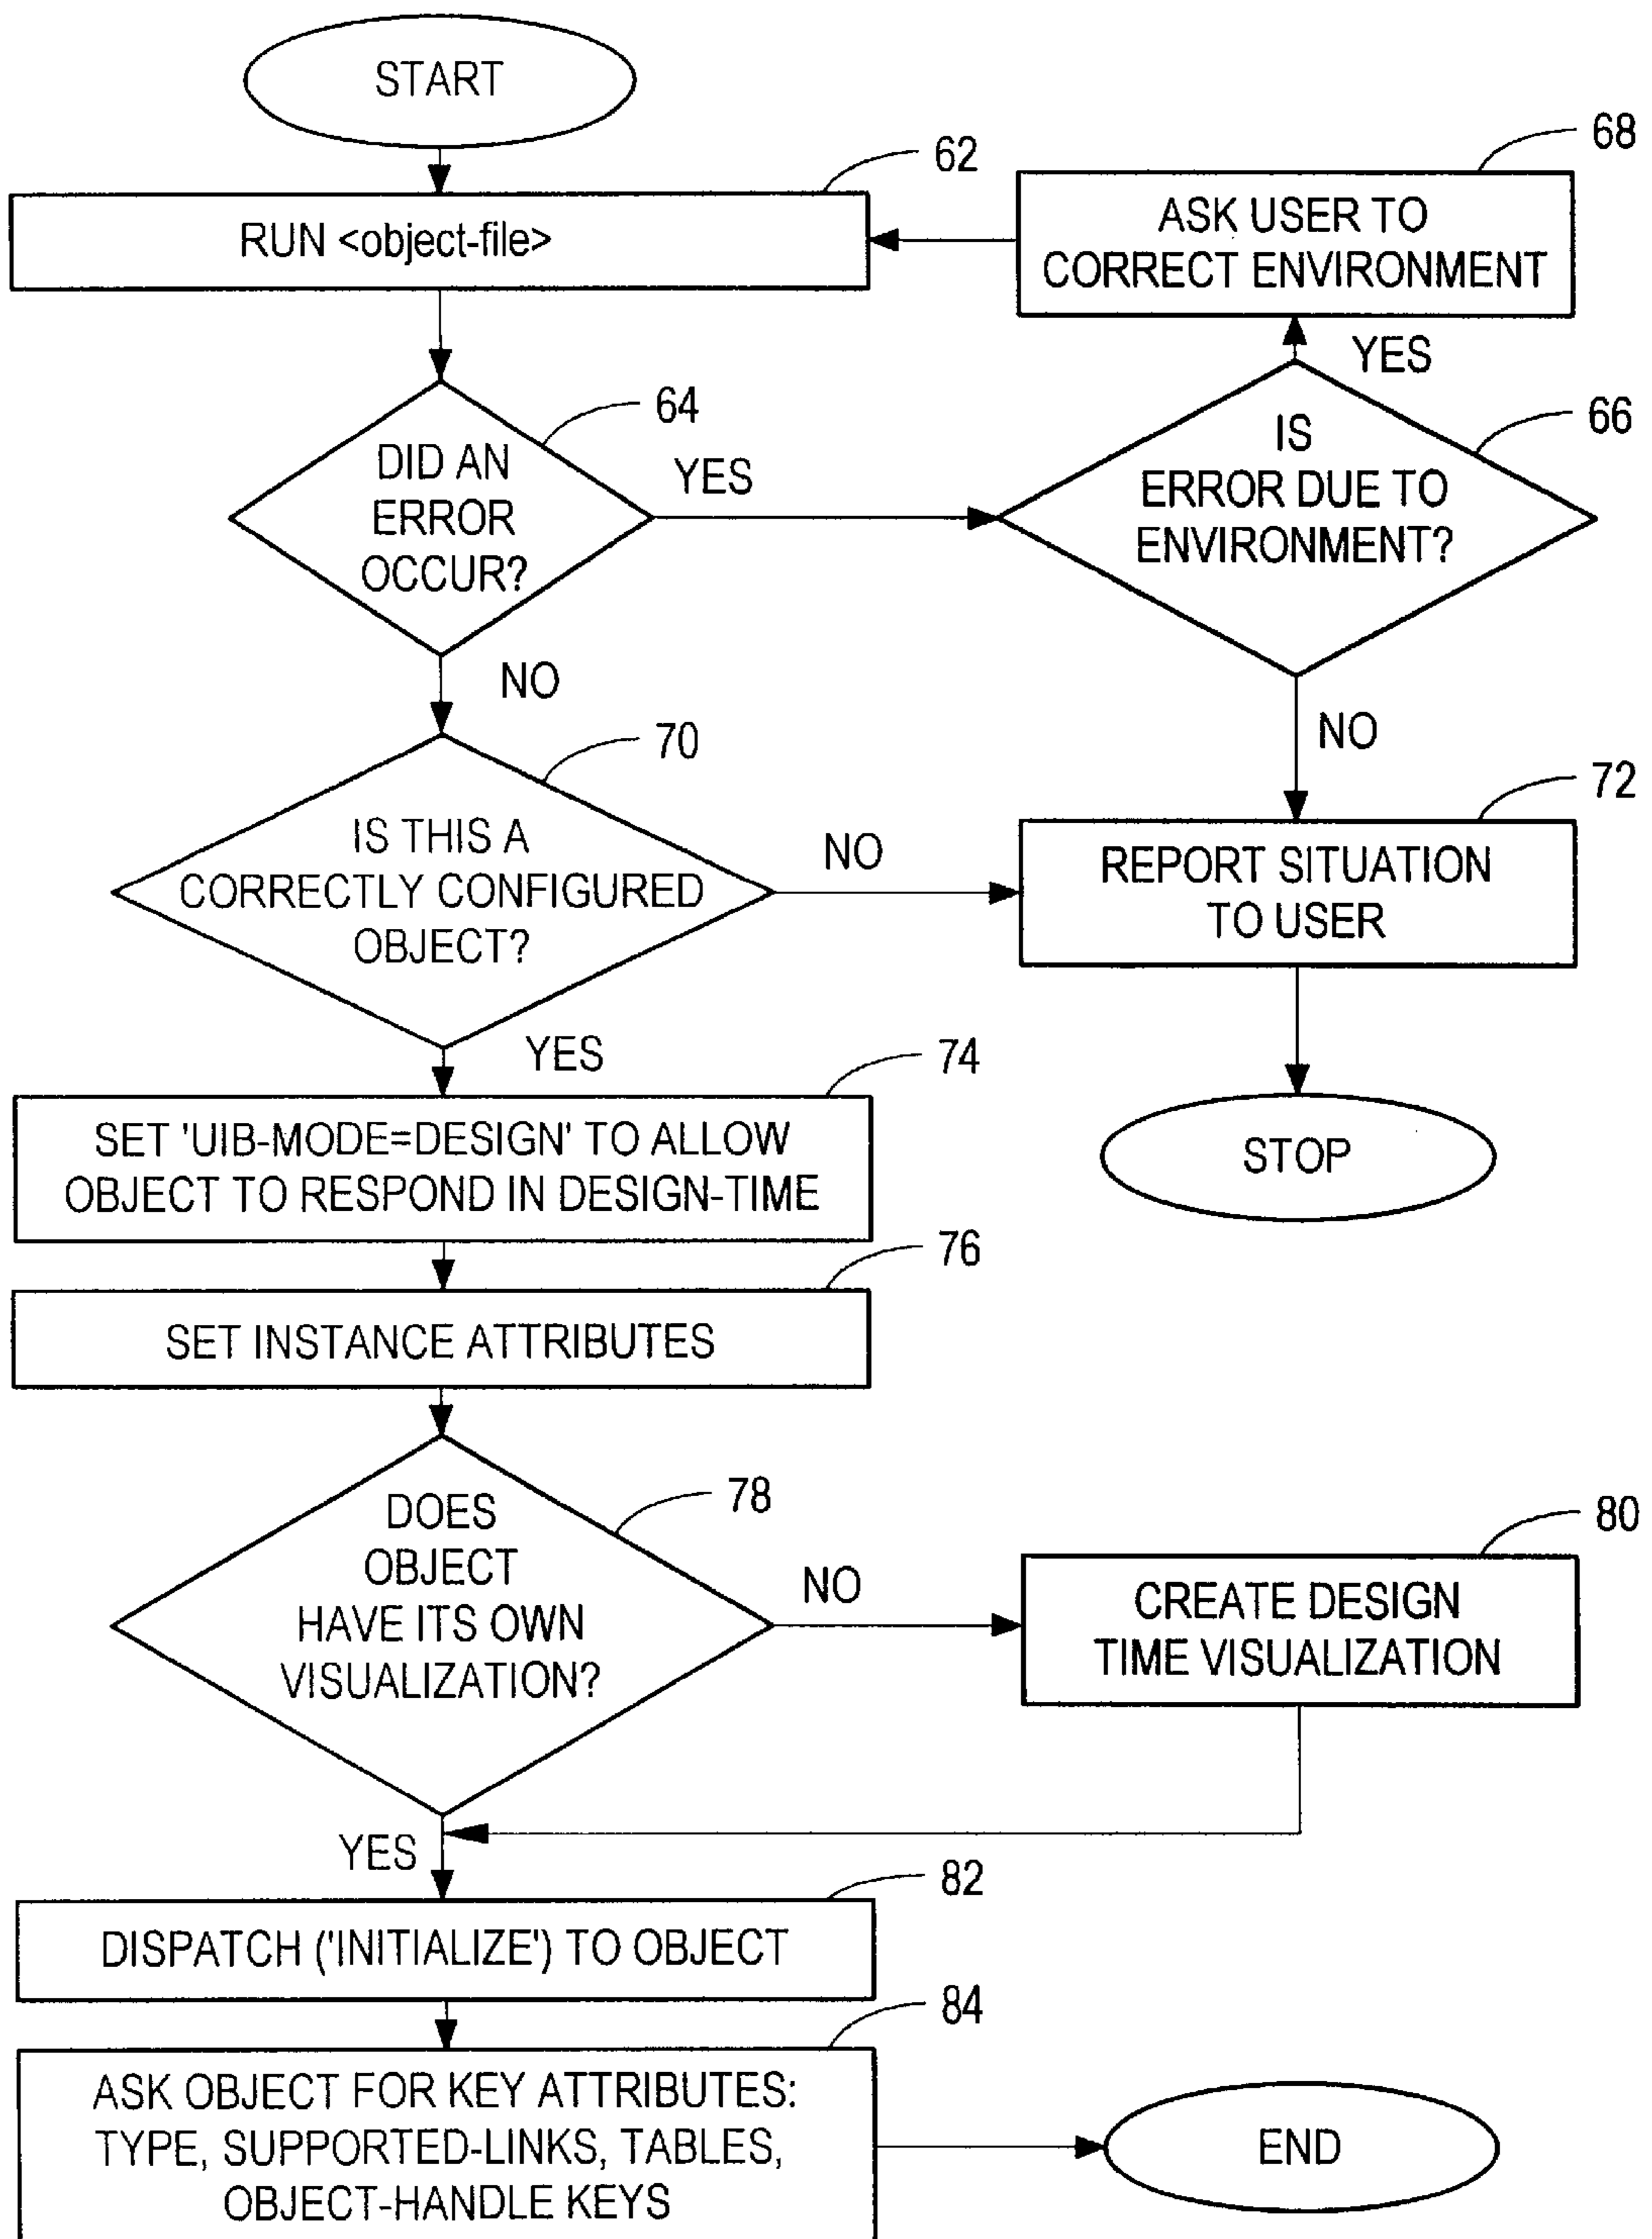 START
62
RUN <object-file>
68
ASK USER TO
CORRECT ENVIRONMENT
YES
64
DID AN
ERROR
OCCUR?
YES
66
IS
ERROR DUE TO
ENVIRONMENT?
NO
NO
70
IS THIS A
CORRECTLY CONFIGURED
OBJECT?
NO
72
REPORT SITUATION
TO USER
STOP
YES
74
SET 'UIB-MODE=DESIGN' TO ALLOW
OBJECT TO RESPOND IN DESIGN-TIME
76
SET INSTANCE ATTRIBUTES
78
DOES
OBJECT
HAVE ITS OWN
VISUALIZATION?
NO
80
CREATE DESIGN
TIME VISUALIZATION
YES
82
DISPATCH ('INITIALIZE') TO OBJECT
84
ASK OBJECT FOR KEY ATTRIBUTES:
TYPE, SUPPORTED-LINKS, TABLES,
OBJECT-HANDLE KEYS
END